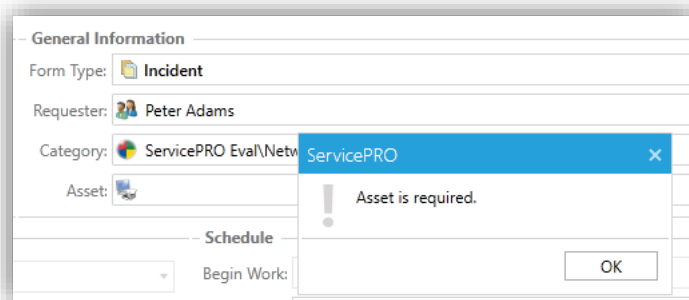 General Information
Form Type: Incident
Requester: Peter Adams
Category: ServicePRO Eval\Netw
ServicePRO
Asset:
Asset is required.
Schedule
Begin Work:
OK